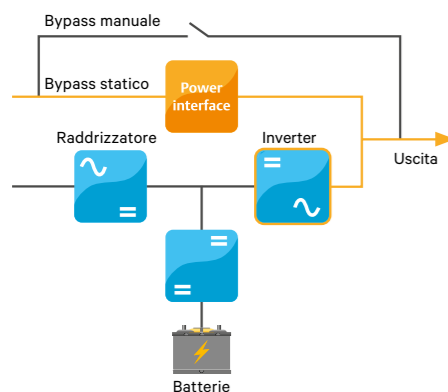 Bypass manuale
Bypass statico
Power
interface
Raddrizzatore
Inverter
Uscita
Batterie